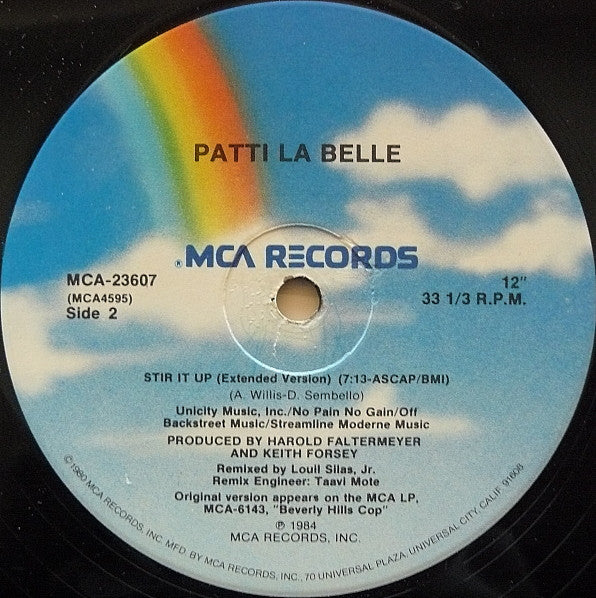 PATTI LA BELLE
® MCA RECORDS
MCA-23607
(MCA4595)
Side 2
12"
33 1/3 R.P.M.
STIR IT UP (Extended Version) (7:13-ASCAP/BMI)
(A. Willis-D. Sembello)
Unicity Music, Inc./No Pain No Gain/Off
Backstreet Music/Streamline Moderne Music
PRODUCED BY HAROLD FALTERMEYER
AND KEITH FORSEY
Remixed by Louil Silas, Jr.
Remix Engineer: Taavi Mote
Original version appears on the MCA LP,
MCA-6143, "Beverly Hills Cop"
℗ 1984
MCA RECORDS, INC.
©1980 MCA RECORDS, INC. MFD. BY MCA RECORDS, INC., 70 UNIVERSAL PLAZA, UNIVERSAL CITY, CALIF. 91608